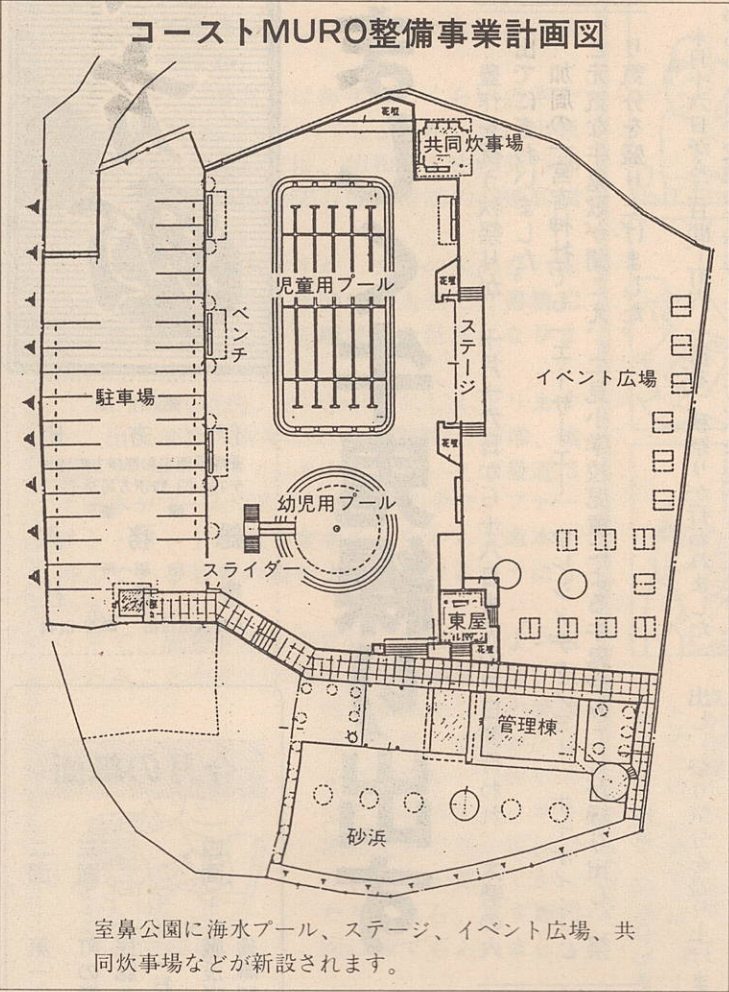 コーストMURO整備事業計画図
花壇
共同炊事場
児童用プール
花壇
ベンチ
ステージ
イベント広場
駐車場
花壇
幼児用プール
スライダー
東屋
花壇
管理棟
砂浜
室鼻公園に海水プール、ステージ、イベント広場、共
同炊事場などが新設されます。